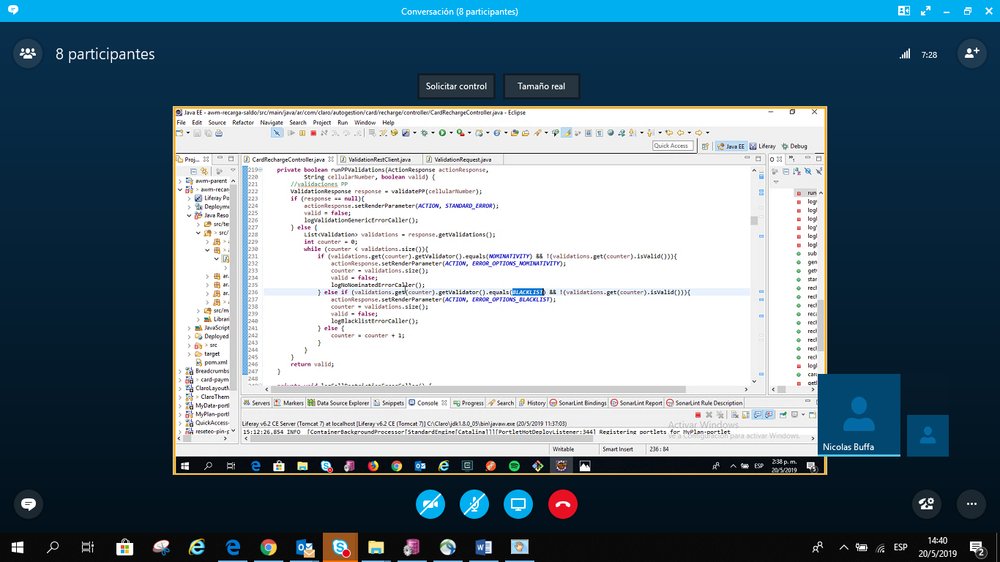 Conversación (8 participantes)
8 participantes
7:28
Solicitar control
Tamaño real
Java EE - awm-recarga-saldo/src/main/java/ar/com/claro/autogestion/card/recharge/controller/CardRechargeController.java - Eclipse
File Edit Source Refactor Navigate Search Project Run Window Help
Quick Access
Java EE
Liferay
Debug
Proj...
CardRechargeController.java
ValidationRestClient.java
ValidationRequest.java
awm-parent
> awm-recar
Liferay Po
Deployme
Java Reso
src/te
> src/
src/m
Librari
JavaScript
Deployed
> src
target
pom.xml
Breadcrumbs
> card-paym
ClaroLayoutM
> ClaroThem
MyData-portl
MyPlan-portl
QuickAccess-
reseteo-pin-p
219 private boolean runPPValidations(ActionResponse actionResponse,
220 String cellularNumber, boolean valid) {
221 //validaciones PP
222 ValidationResponse response = validatePP(cellularNumber);
223 if (response == null){
224 actionResponse.setRenderParameter(ACTION, STANDARD_ERROR);
225 valid = false;
226 logValidationGenericErrorCaller();
227 } else {
228 List<Validation> validations = response.getValidations();
229 int counter = 0;
230 while (counter < validations.size()){
231 if (validations.get(counter).getValidator().equals(NOMINATIVITY) && !(validations.get(counter).isValid())){
232 actionResponse.setRenderParameter(ACTION, ERROR_OPTIONS_NOMINATIVITY);
233 counter = validations.size();
234 valid = false;
235 logNoNominatedErrorCaller();
236 } else if (validations.get(counter).getValidator().equals(BLACKLIST) && !(validations.get(counter).isValid())){
237 actionResponse.setRenderParameter(ACTION, ERROR_OPTIONS_BLACKLIST);
238 counter = validations.size();
239 valid = false;
240 logBlacklistErrorCaller();
241 } else {
242 counter = counter + 1;
243 }
244 }
245 }
246 return valid;
247 }
248
run
sub
gen
star
rech
rech
reca
rech
rech
rech
rech
Servers Markers Data Source Explorer Snippets Console Progress Search History SonarLint Bindings SonarLint Report SonarLint Rule Description
Liferay v6.2 CE Server (Tomcat 7) at localhost [Liferay v6.2 CE (Tomcat 7)] C:\Claro\jdk1.8.0_05\bin\javaw.exe (20/5/2019 11:37:03)
Activar Windows
Ve a Configuración para activar Windows.
15:12:26,854 INFO [ContainerBackgroundProcessor[StandardEngine[Catalina]]][PortletHotDeployListener:344] Registering portlets for MyPlan-portlet
Writable
Smart Insert
236 : 84
ESP
2:38 p. m.
20/5/2019
5
Nicolas Buffa
ESP
14:40
20/5/2019
2